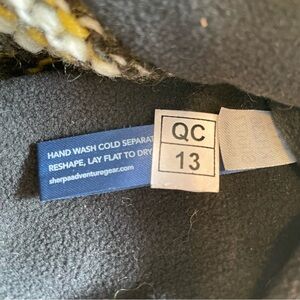 HAND WASH COLD SEPARAT
RESHAPE, LAY FLAT TO DRY
sherpaadventuregear.com
QC
13